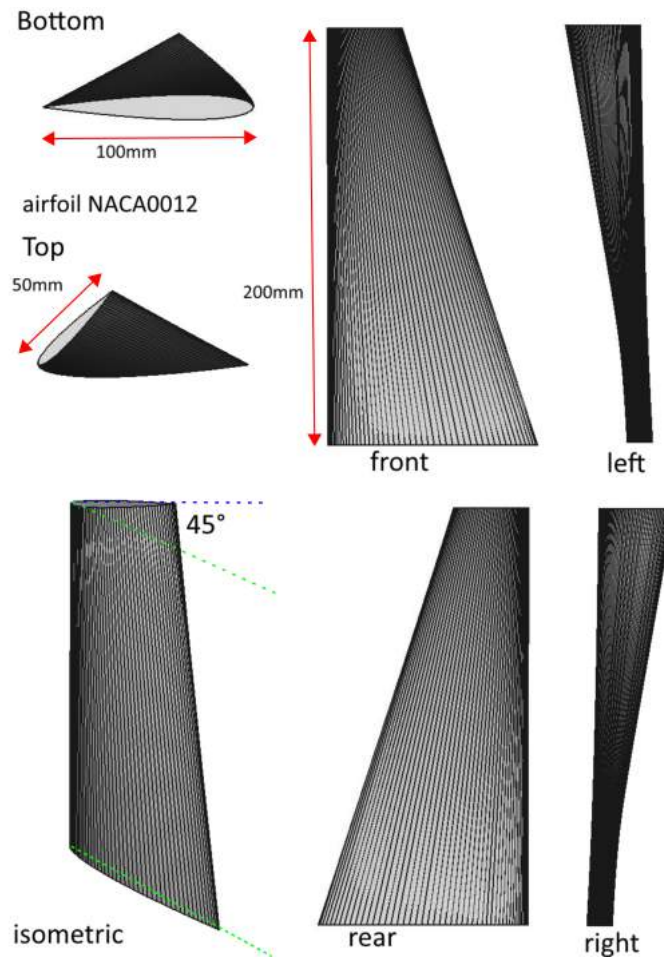 Bottom
100mm
airfoil NACA0012
Top
50mm
200mm
front
left
45°
isometric
rear
right